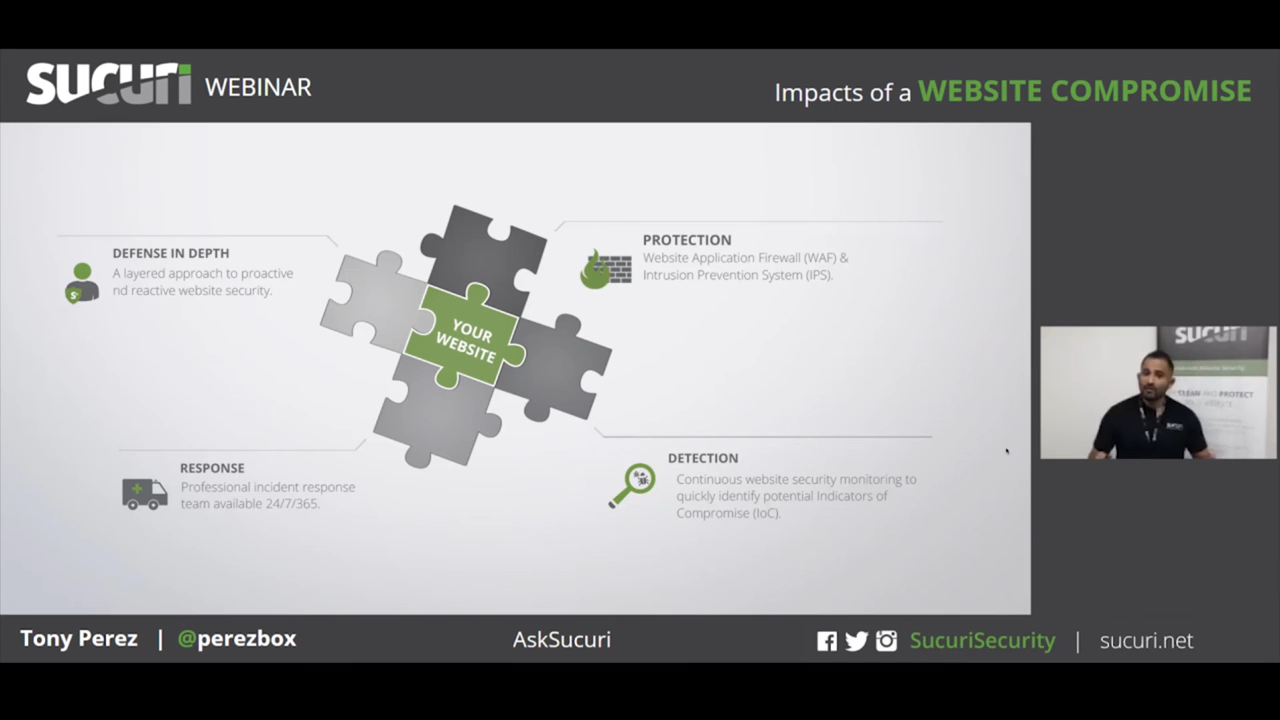 SUCURI WEBINAR
Impacts of a WEBSITE COMPROMISE
DEFENSE IN DEPTH
A layered approach to proactive
nd reactive website security.
PROTECTION
Website Application Firewall (WAF) &
Intrusion Prevention System (IPS).
YOUR
WEBSITE
RESPONSE
Professional incident response
team available 24/7/365.
DETECTION
Continuous website security monitoring to
quickly identify potential Indicators of
Compromise (IoC).
S
SUCURI
CLEAN AND PROTECT
Tony Perez | @perezbox
AskSucuri
SucuriSecurity | sucuri.net